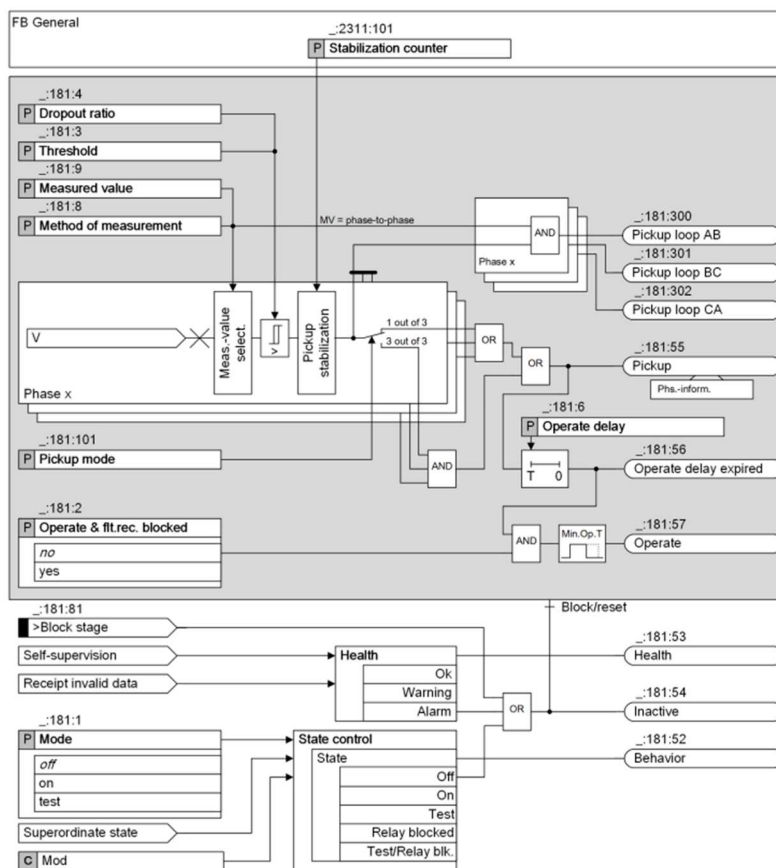 FB General
_:2311:101
P Stabilization counter
_:181:4
P Dropout ratio
_:181:3
P Threshold
_:181:9
P Measured value
_:181:8
P Method of measurement
MV = phase-to-phase
AND
Phase x
_:181:300
Pickup loop AB
_:181:301
Pickup loop BC
_:181:302
Pickup loop CA
V
Meas.-value
select.
v
Pickup
stabilization
1 out of 3
3 out of 3
Phase x
OR
OR
_:181:55
Pickup
Phs.-inform.
_:181:6
P Operate delay
_:181:101
P Pickup mode
AND
T 0
_:181:56
Operate delay expired
_:181:2
P Operate & flt.rec. blocked
no
yes
AND
Min.Op.T
_:181:57
Operate
Block/reset
_:181:81
>Block stage
Self-supervision
Receipt invalid data
Health
Ok
Warning
Alarm
OR
_:181:53
Health
_:181:54
Inactive
_:181:1
P Mode
off
on
test
Superordinate state
C Mod
State control
State
Off
On
Test
Relay blocked
Test/Relay blk.
_:181:52
Behavior